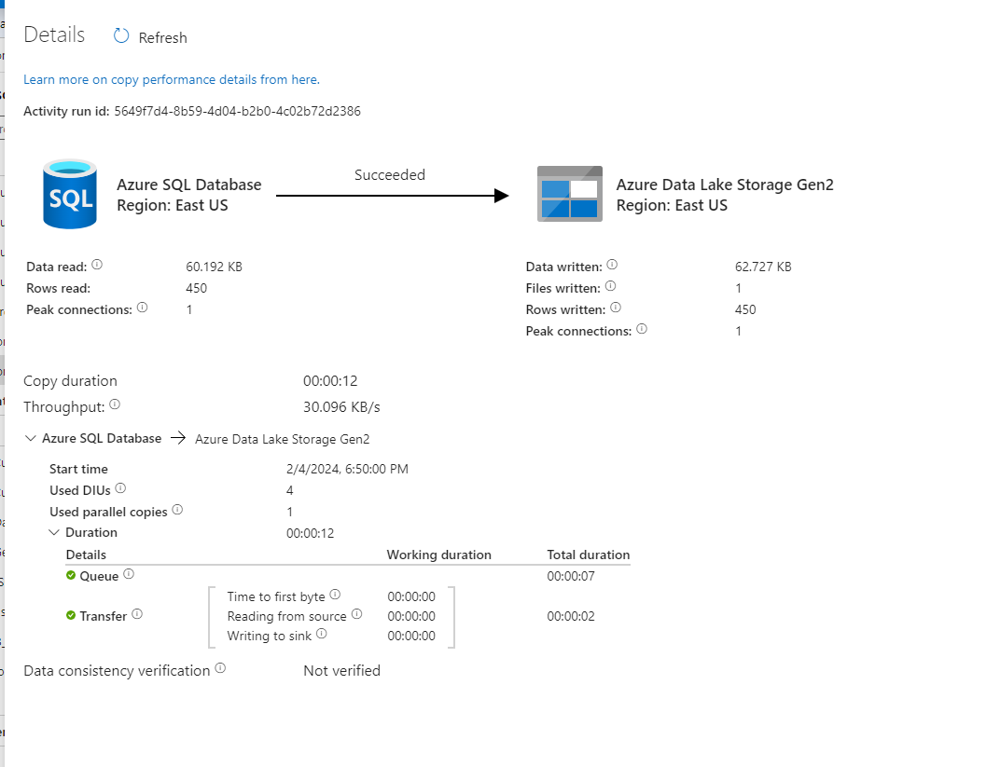 Details Refresh
Learn more on copy performance details from here.
Activity run id: 5649f7d4-8b59-4d04-b2b0-4c02b72d2386
Succeeded
SQL
Azure SQL Database
Region: East US
Azure Data Lake Storage Gen2
Region: East US
Data read: 60.192 KB
Rows read: 450
Peak connections: 1
Data written: 62.727 KB
Files written: 1
Rows written: 450
Peak connections: 1
Copy duration 00:00:12
Throughput: 30.096 KB/s
Azure SQL Database → Azure Data Lake Storage Gen2
Start time 2/4/2024, 6:50:00 PM
Used DIUs 4
Used parallel copies 1
Duration 00:00:12
Details Working duration Total duration
Queue 00:00:07
Time to first byte 00:00:00
Transfer Reading from source 00:00:00 00:00:02
Writing to sink 00:00:00
Data consistency verification Not verified